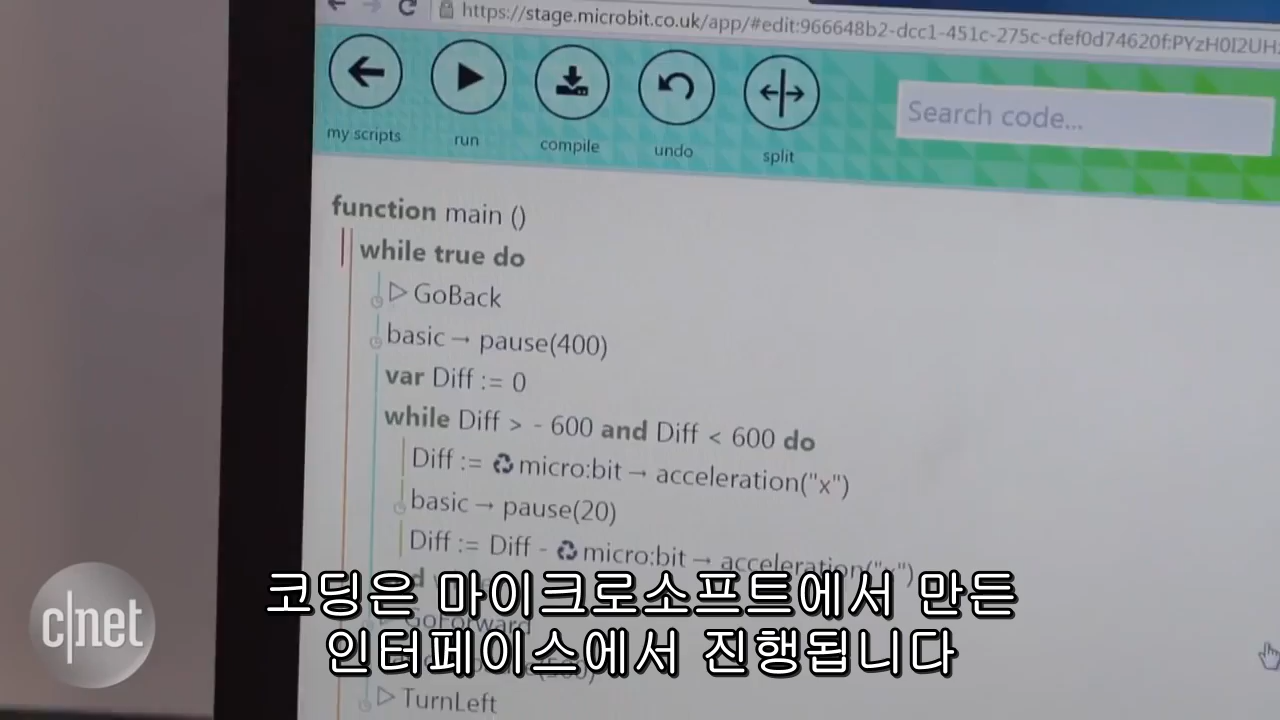 https://stage.microbit.co.uk/app/#edit:966648b2-dcc1-451c-275c-cfef0d74620f:PYzH0I2UH
my scripts
run
compile
undo
split
Search code...
function main ()
while true do
GoBack
basic → pause(400)
var Diff := 0
while Diff > - 600 and Diff < 600 do
Diff := micro:bit → acceleration("x")
basic → pause(20)
Diff := Diff - micro:bit → acceleration("x")
GoForward
TurnLeft
코딩은 마이크로소프트에서 만든
인터페이스에서 진행됩니다
c|net